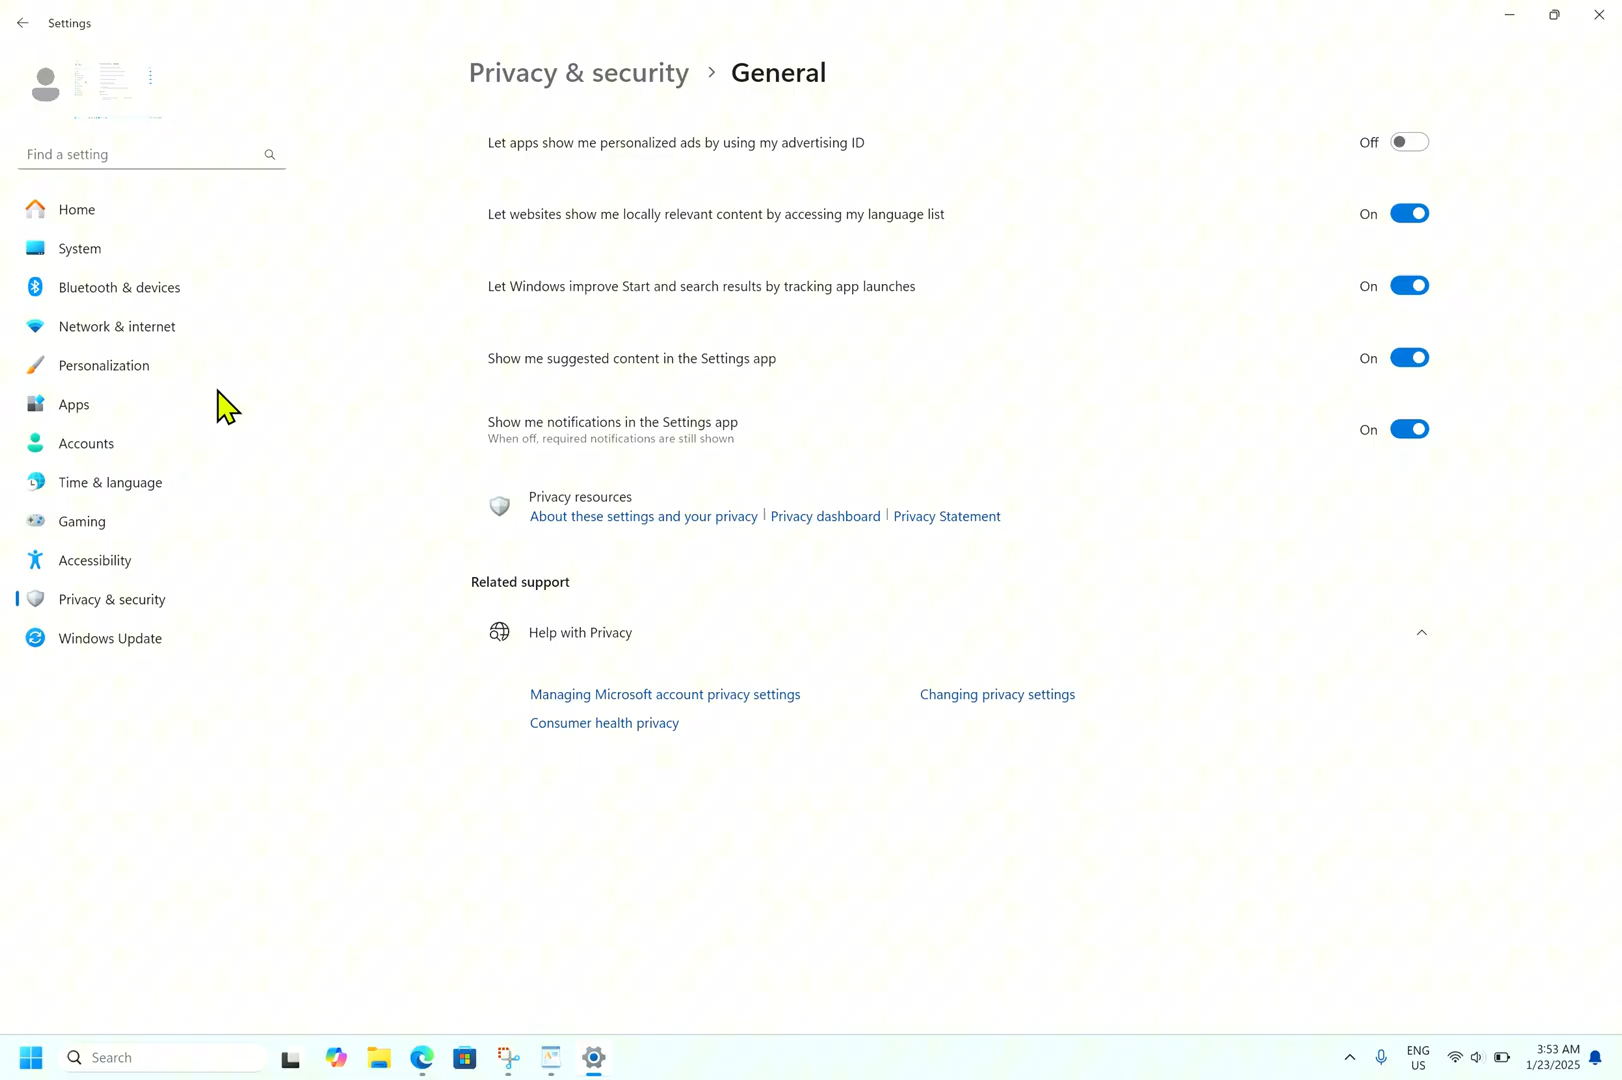 Settings
Privacy & security > General
Find a setting
Home
System
Bluetooth & devices
Network & internet
Personalization
Apps
Accounts
Time & language
Gaming
Accessibility
Privacy & security
Windows Update
Let apps show me personalized ads by using my advertising ID
Off
Let websites show me locally relevant content by accessing my language list
On
Let Windows improve Start and search results by tracking app launches
On
Show me suggested content in the Settings app
On
Show me notifications in the Settings app
When off, required notifications are still shown
On
Privacy resources
About these settings and your privacy | Privacy dashboard | Privacy Statement
Related support
Help with Privacy
Managing Microsoft account privacy settings
Changing privacy settings
Consumer health privacy
Search
ENG
US
3:53 AM
1/23/2025